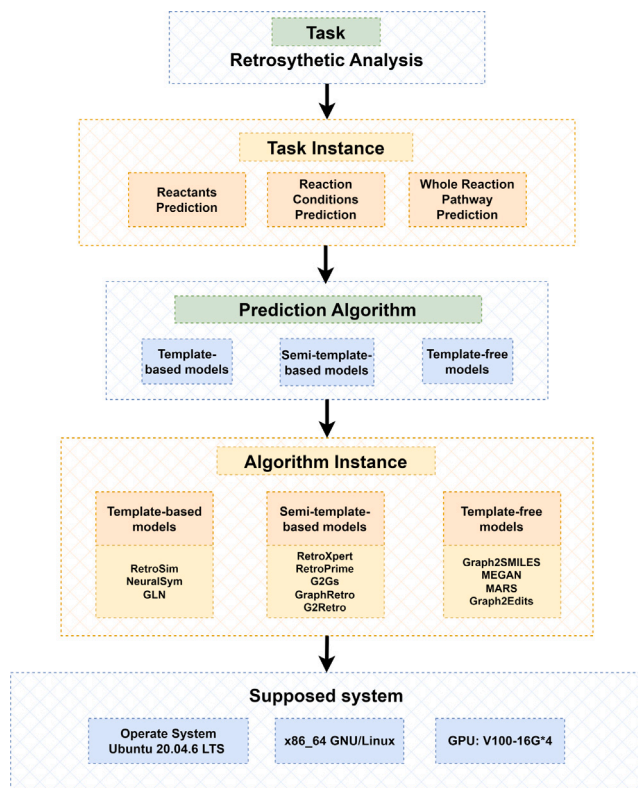 Task
Retrosythetic Analysis
Task Instance
Reactants
Prediction
Reaction
Conditions
Prediction
Whole Reaction
Pathway
Prediction
Prediction Algorithm
Template-
based models
Semi-template-
based models
Template-free
models
Algorithm Instance
Template-based
models
RetroSim
NeuralSym
GLN
Semi-template-
based models
RetroXpert
RetroPrime
G2Gs
GraphRetro
G2Retro
Template-free
models
Graph2SMILES
MEGAN
MARS
Graph2Edits
Supposed system
Operate System
Ubuntu 20.04.6 LTS
x86_64 GNU/Linux
GPU: V100-16G*4